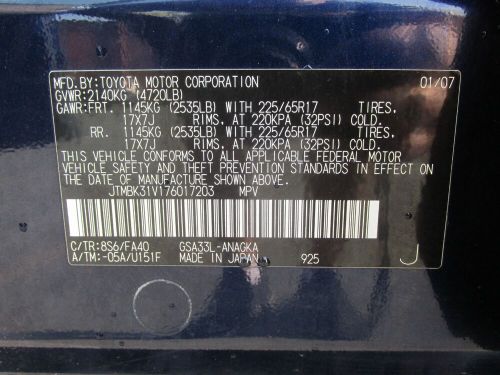 MFD.BY:TOYOTA MOTOR CORPORATION 01/07
GVWR:2140KG (4720LB)
GAWR:FRT. 1145KG (2535LB) WITH 225/65R17 TIRES,
17X7J RIMS, AT 220KPA (32PSI) COLD.
RR. 1145KG (2535LB) WITH 225/65R17 TIRES,
17X7J RIMS, AT 220KPA (32PSI) COLD.
THIS VEHICLE CONFORMS TO ALL APPLICABLE FEDERAL MOTOR
VEHICLE SAFETY AND THEFT PREVENTION STANDARDS IN EFFECT ON
THE DATE OF MANUFACTURE SHOWN ABOVE.
JTMBK31V176017203 MPV
C/TR:8S6/FA40 GSA33L-ANAGKA
A/TM:-05A/U151F MADE IN JAPAN 925 J